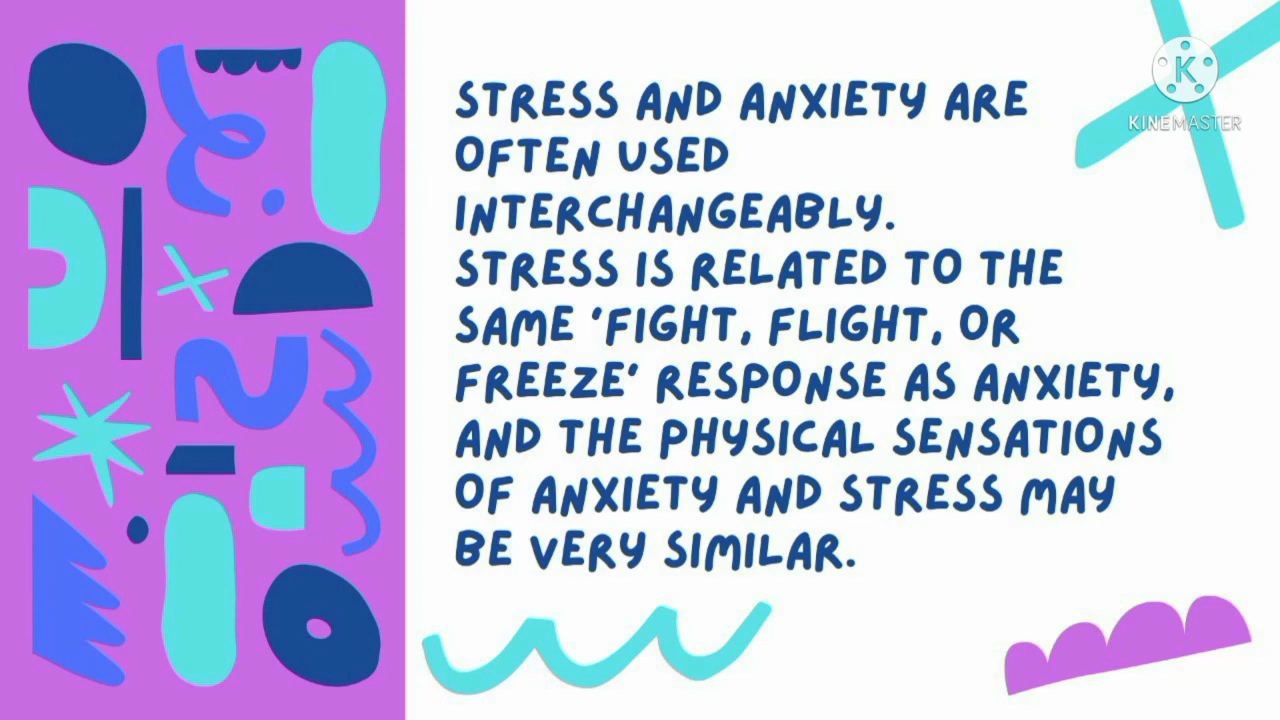 STRESS AND ANXIETY ARE
OFTEN USED
INTERCHANGEABLY.
STRESS IS RELATED TO THE
SAME ‘FIGHT, FLIGHT, OR
FREEZE’ RESPONSE AS ANXIETY,
AND THE PHYSICAL SENSATIONS
OF ANXIETY AND STRESS MAY
BE VERY SIMILAR.
K
KINEMASTER